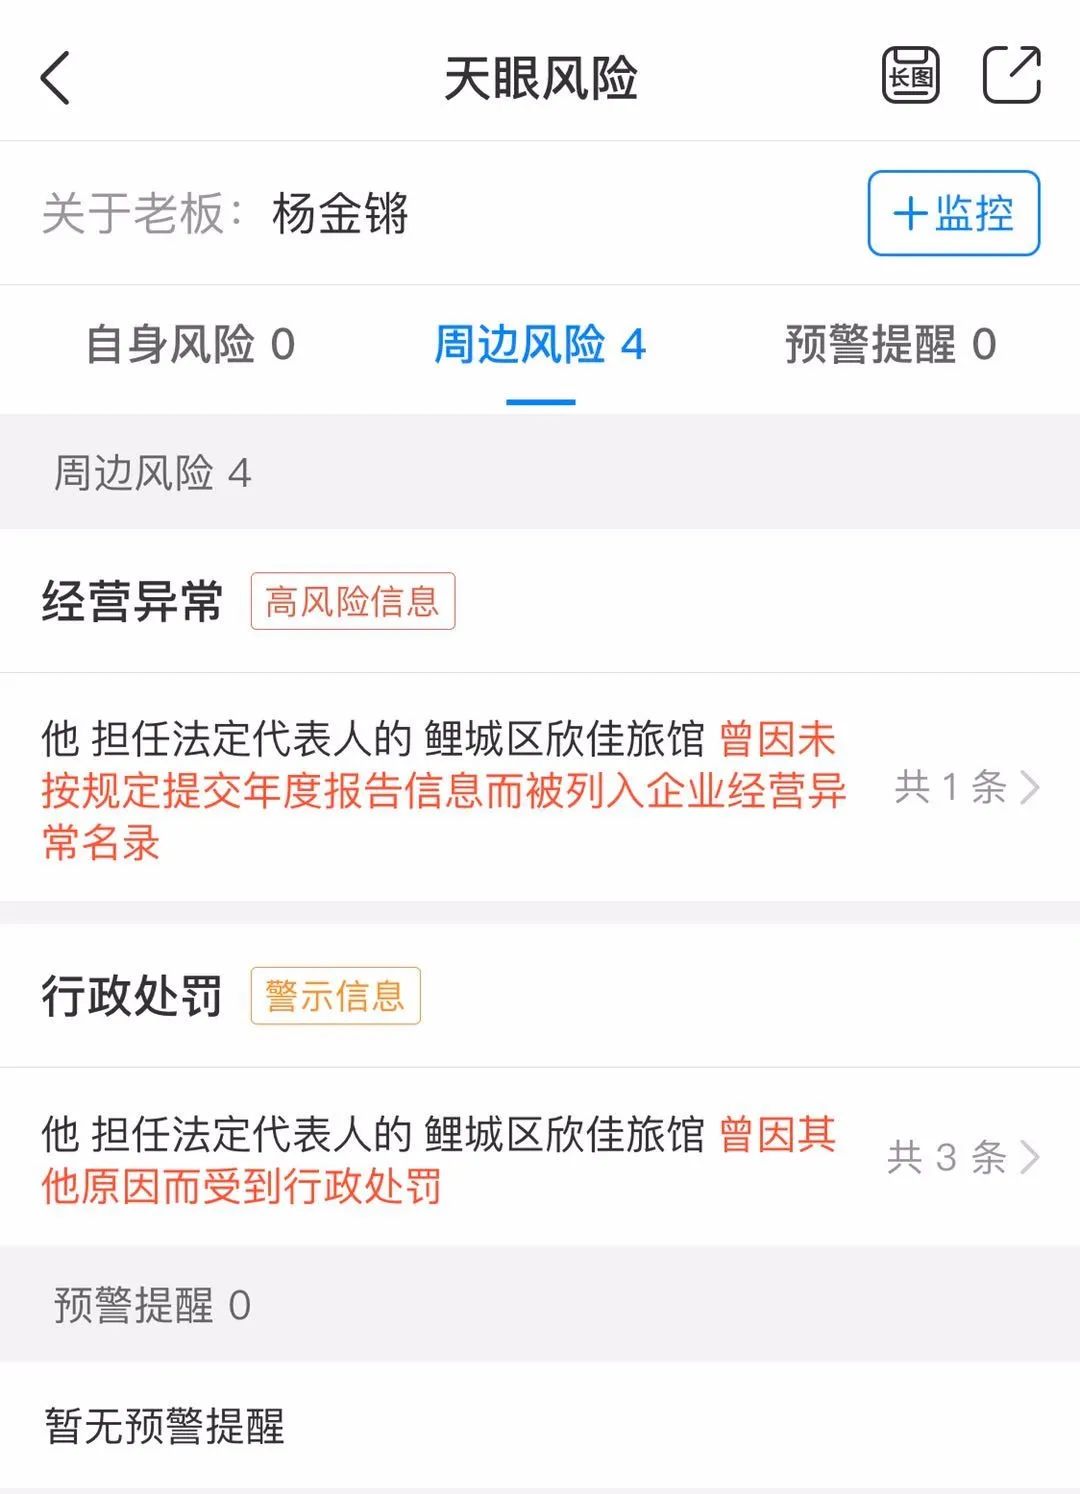 天眼风险
长图
关于老板：杨金锵
+监控
自身风险 0
周边风险 4
预警提醒 0
周边风险 4
经营异常
高风险信息
他 担任法定代表人的 鲤城区欣佳旅馆 曾因未
按规定提交年度报告信息而被列入企业经营异
常名录
共 1 条
行政处罚
警示信息
他 担任法定代表人的 鲤城区欣佳旅馆 曾因其
他原因而受到行政处罚
共 3 条
预警提醒 0
暂无预警提醒